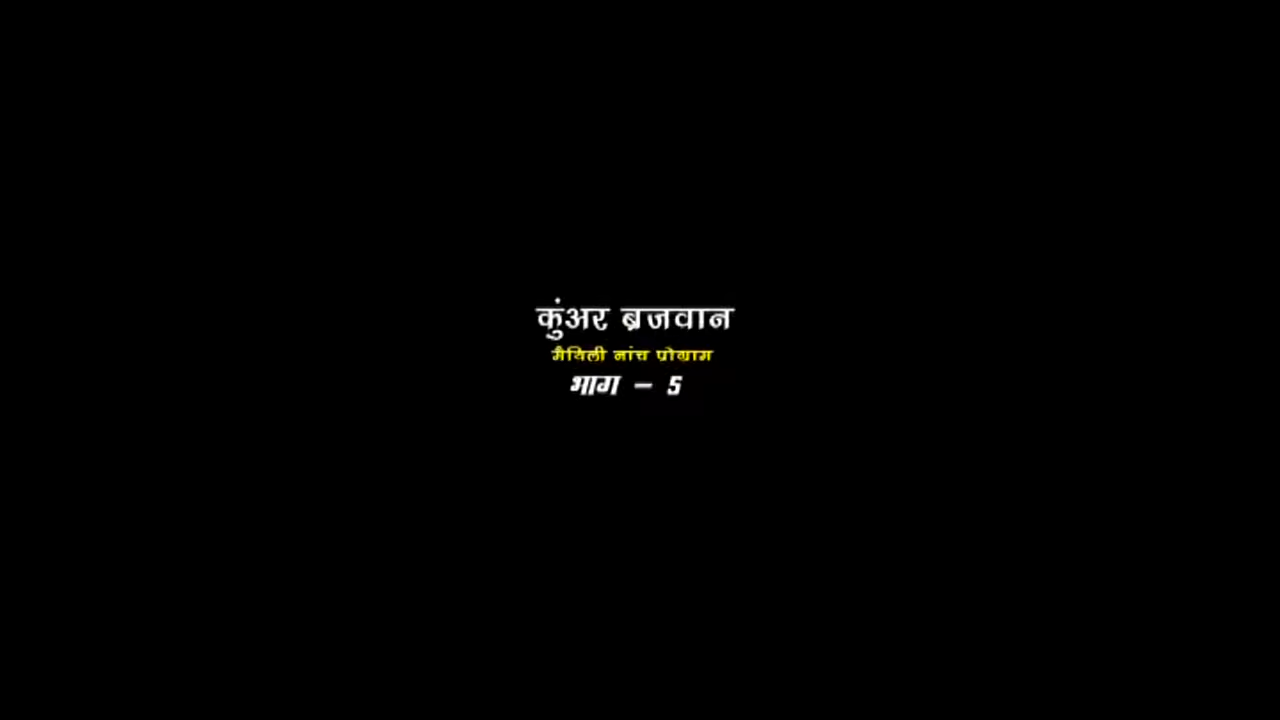 कुंअर ब्रजवान
मैथिली नांच प्रोग्राम
भाग - 5